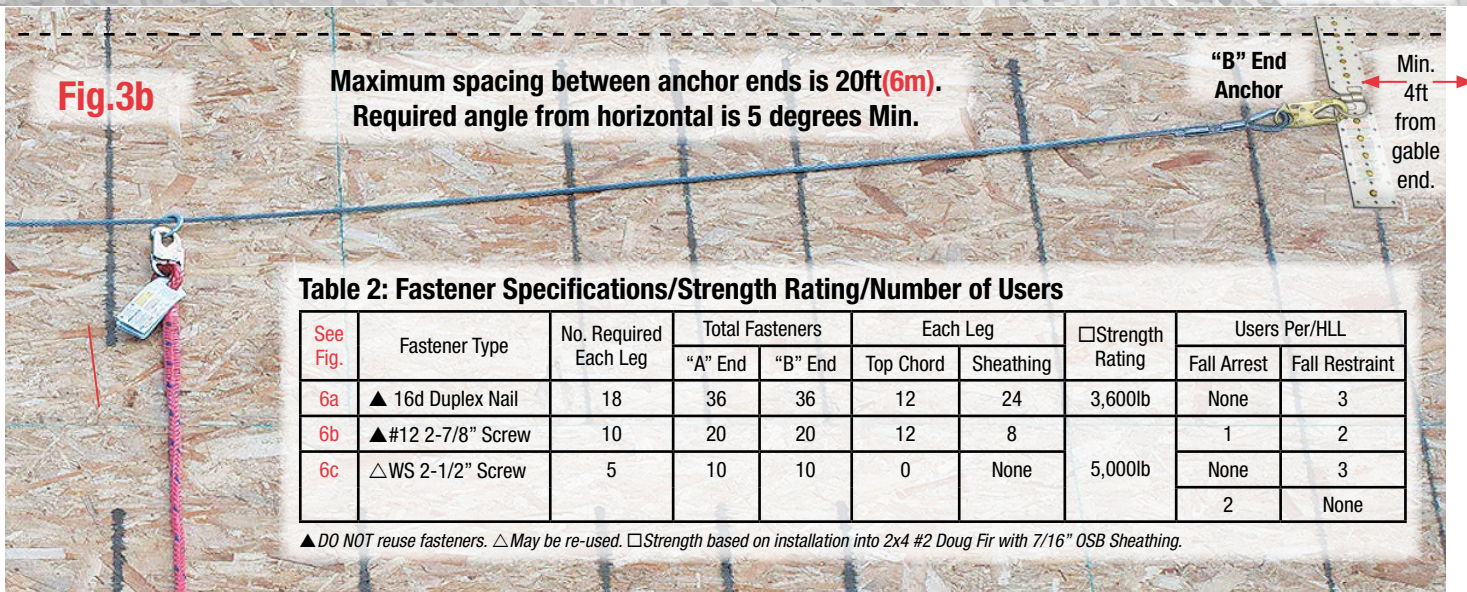 Fig.3b
Maximum spacing between anchor ends is 20ft(6m).
Required angle from horizontal is 5 degrees Min.
“B” End
Anchor
Min.
4ft
from
gable
end.
Table 2: Fastener Specifications/Strength Rating/Number of Users
See Fig. Fastener Type No. Required Each Leg Total Fasteners Each Leg □Strength Rating Users Per/HLL
“A” End “B” End Top Chord Sheathing Fall Arrest Fall Restraint
6a ▲ 16d Duplex Nail 18 36 36 12 24 3,600lb None 3
6b ▲#12 2-7/8” Screw 10 20 20 12 8 5,000lb 1 2
6c △WS 2-1/2” Screw 5 10 10 0 None None 3
2 None
▲DO NOT reuse fasteners. △May be re-used. □Strength based on installation into 2x4 #2 Doug Fir with 7/16” OSB Sheathing.